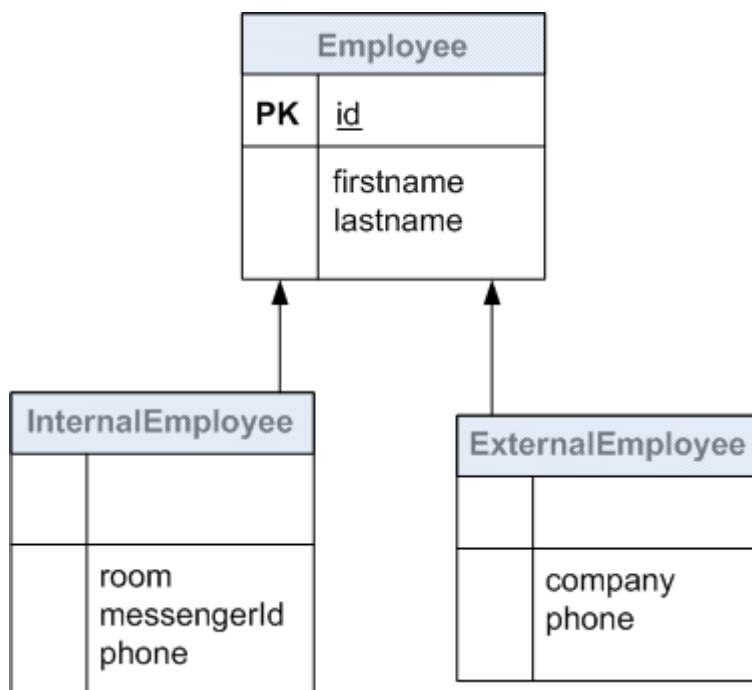 Employee
PK id
firstname
lastname
InternalEmployee
room
messengerId
phone
ExternalEmployee
company
phone